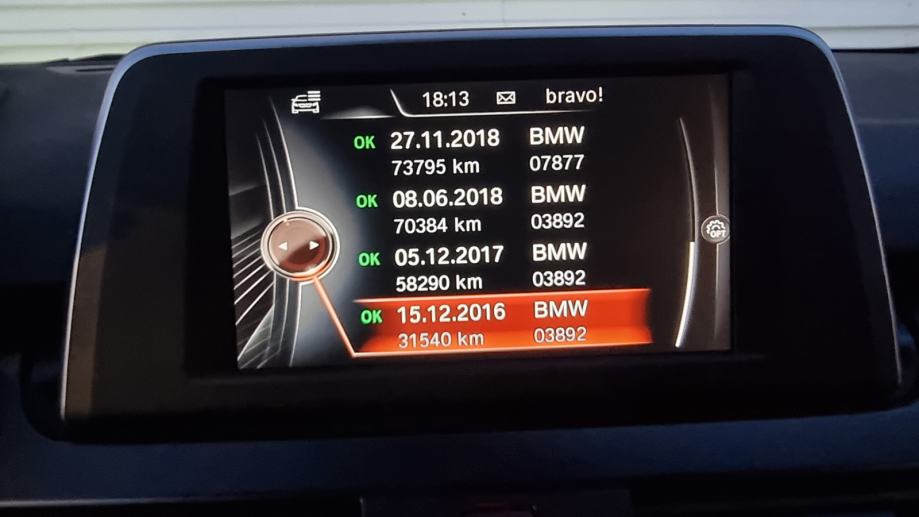 18:13 bravo!
OK 27.11.2018 BMW
73795 km 07877
OK 08.06.2018 BMW
70384 km 03892
OK 05.12.2017 BMW
58290 km 03892
OK 15.12.2016 BMW
31540 km 03892
OPT